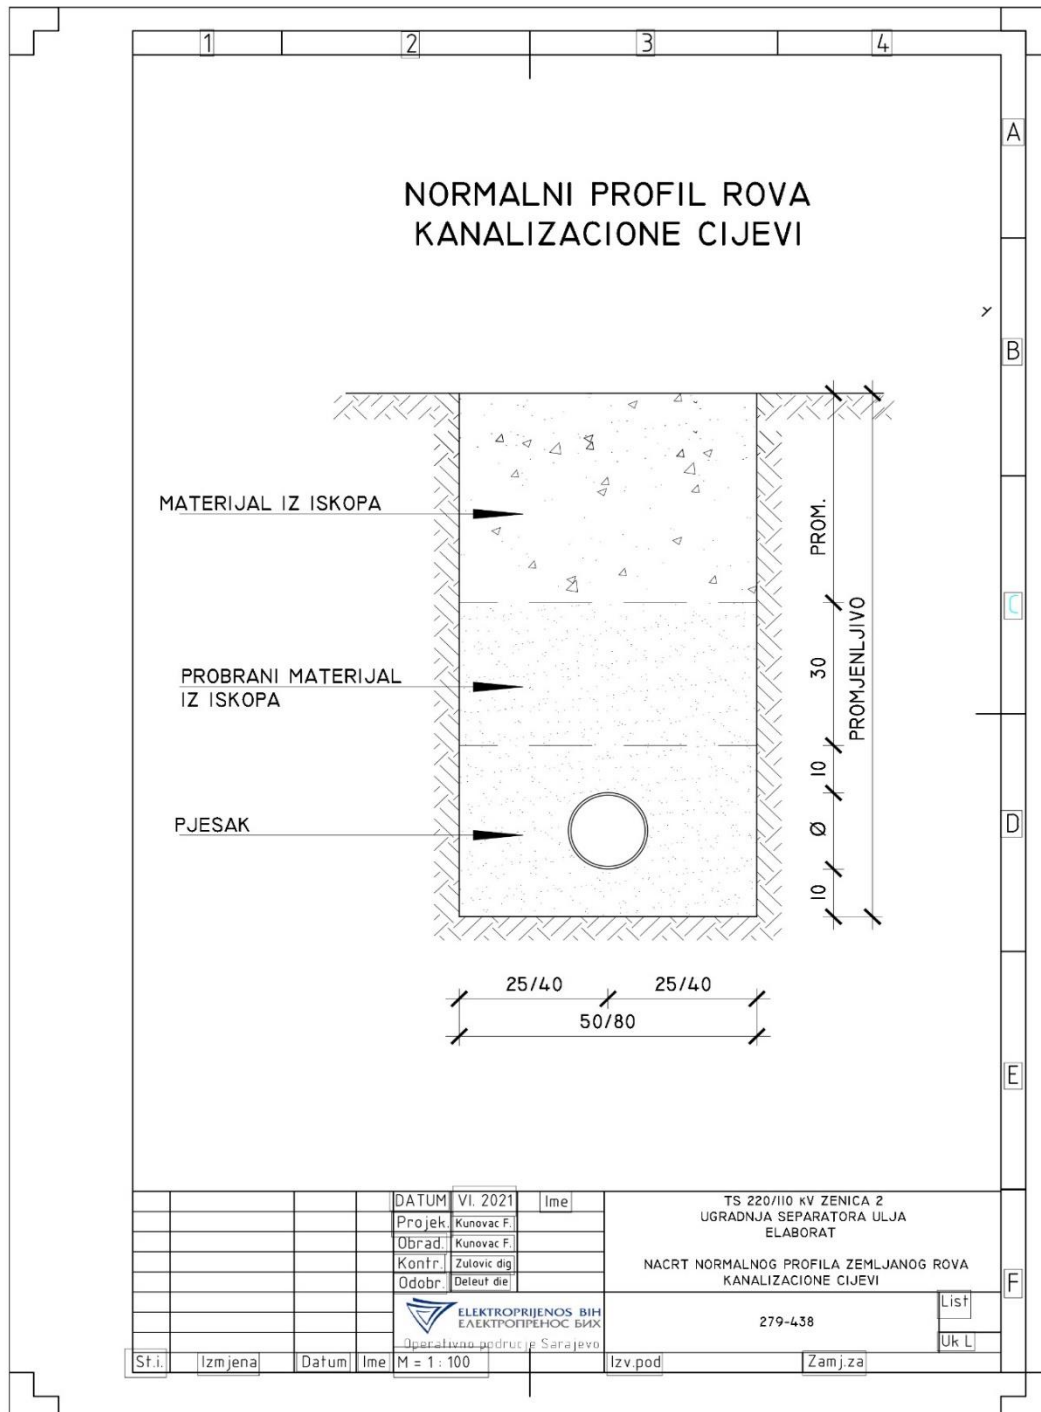 1
2
3
4
A
NORMALNI PROFIL ROVA
KANALIZACIONE CIJEVI
Y
B
MATERIJAL IZ ISKOPA
PROM.
C
PROMJENLJIVO
30
PROBRANI MATERIJAL
IZ ISKOPA
10
PJESAK
Ø
D
10
25/40
25/40
50/80
E
DATUM VI. 2021 Ime
Projek. Kunovac F.
Obrad. Kunovac F.
Kontr. Zulovic dig
Odobr. Deleut die
TS 220/110 KV ZENICA 2
UGRADNJA SEPARATORA ULJA
ELABORAT
NACRT NORMALNOG PROFILA ZEMLJANOG ROVA
KANALIZACIONE CIJEVI
F
ELEKTROPRIJENOS BIH
ЕЛЕКТРОПРЕНОС БИХ
Operativno podrucje Sarajevo
279-438
List
Uk L
St.i. Izmjena Datum Ime M = 1 : 100 Izv.pod Zamj.za